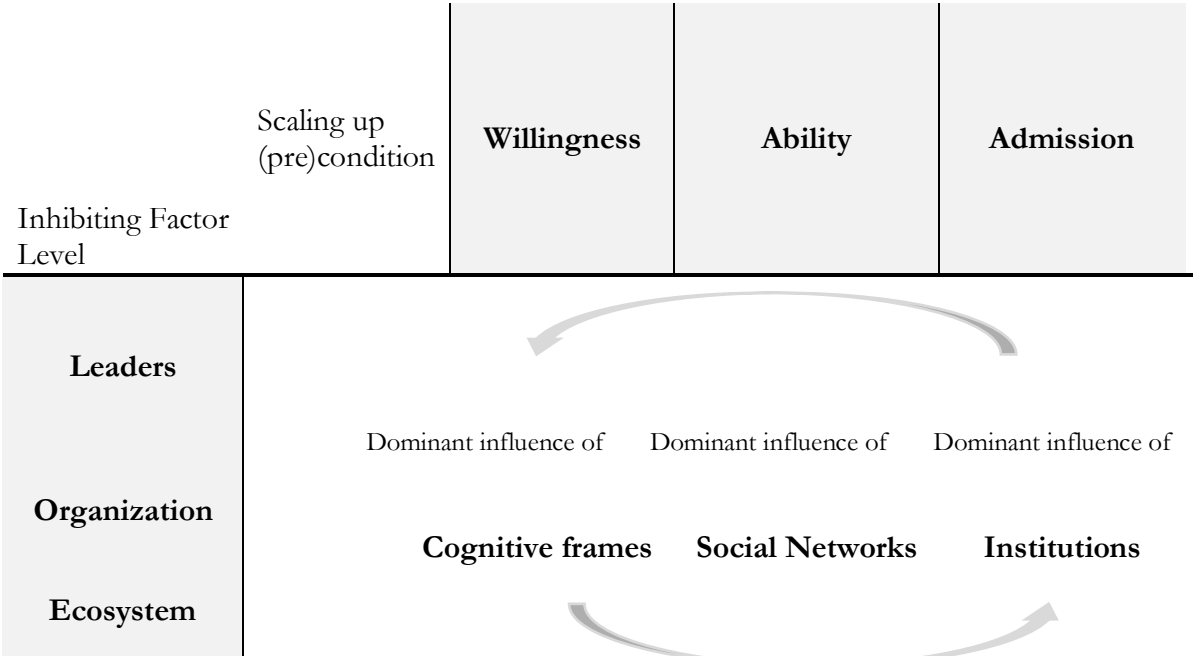 Scaling up
(pre)condition
Willingness
Ability
Admission
Inhibiting Factor
Level
Leaders
Dominant influence of
Dominant influence of
Dominant influence of
Organization
Cognitive frames
Social Networks
Institutions
Ecosystem